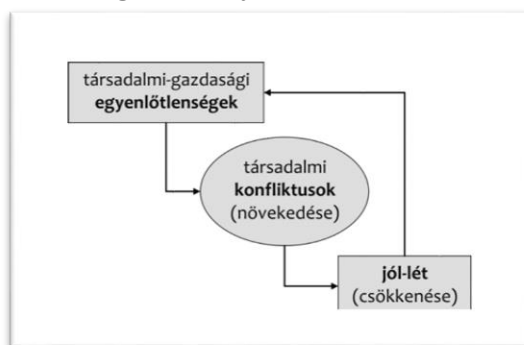 társadalmi-gazdasági
egyenlőtlenségek
társadalmi
konfliktusok
(növekedése)
jól-lét
(csökkenése)